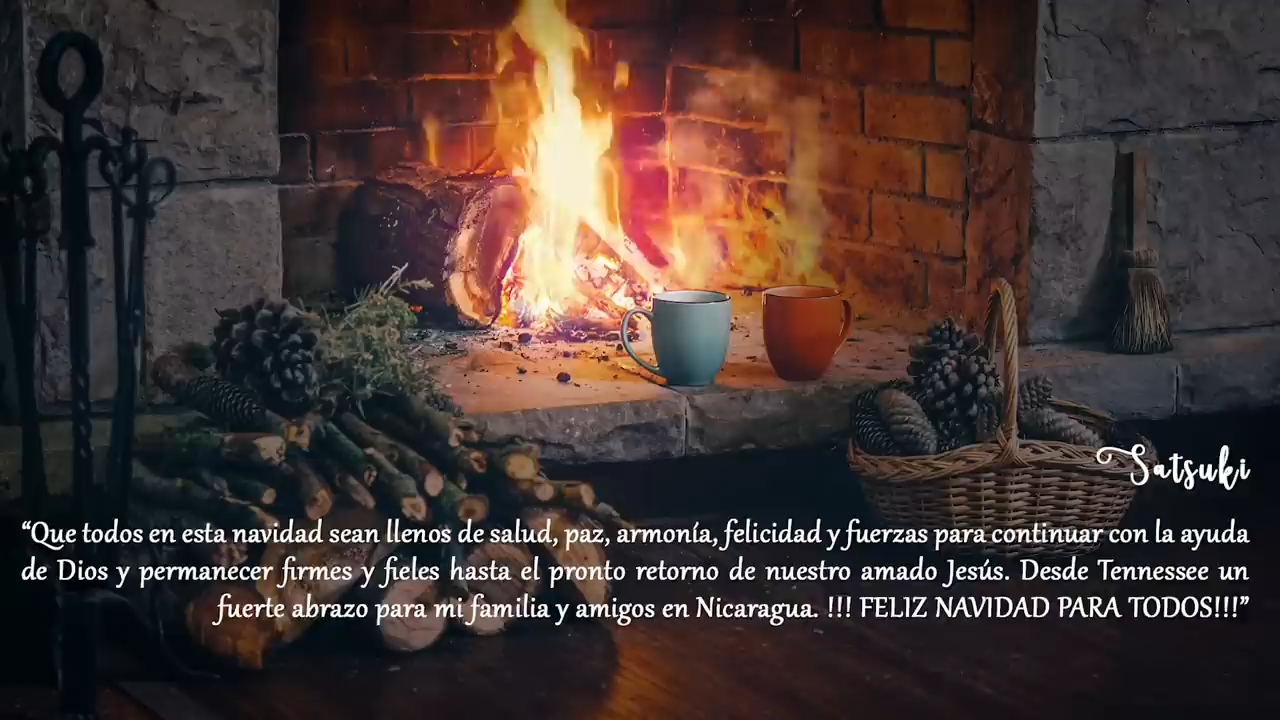 Satsuki
“Que todos en esta navidad sean llenos de salud, paz, armonía, felicidad y fuerzas para continuar con la ayuda
de Dios y permanecer firmes y fieles hasta el pronto retorno de nuestro amado Jesús. Desde Tennessee un
fuerte abrazo para mi familia y amigos en Nicaragua. !!! FELIZ NAVIDAD PARA TODOS!!!”